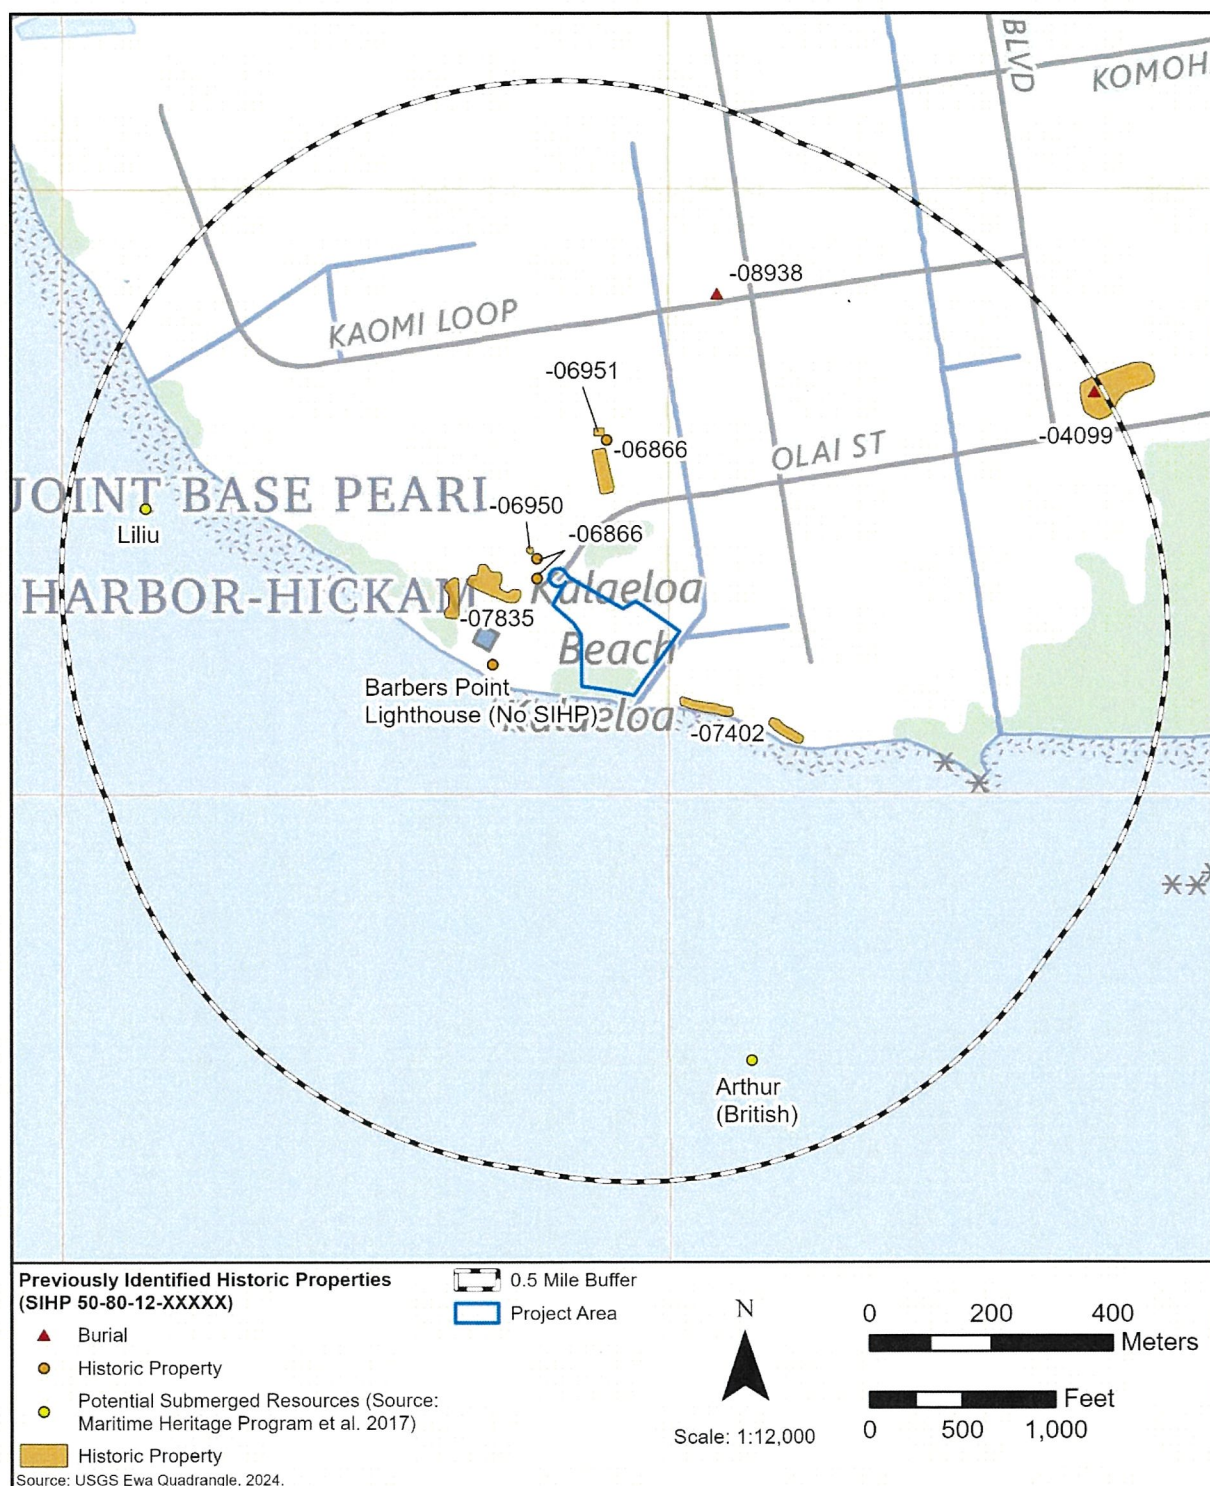 BLVD
KOMOH
-08938
KAOMI LOOP
-06951
-06866
-04099
OLAI ST
JOINT BASE PEARL
Liliu
-06950
-06866
HARBOR-HICKAM
Kalaeloa
Beach
-07835
Barbers Point
Lighthouse (No SIHP)
Kalaeloa
-07402
Arthur
(British)
Previously Identified Historic Properties
(SIHP 50-80-12-XXXXX)
Burial
Historic Property
Potential Submerged Resources (Source:
Maritime Heritage Program et al. 2017)
Historic Property
Source: USGS Ewa Quadrangle, 2024.
0.5 Mile Buffer
Project Area
N
Scale: 1:12,000
0 200 400
Meters
Feet
0 500 1,000